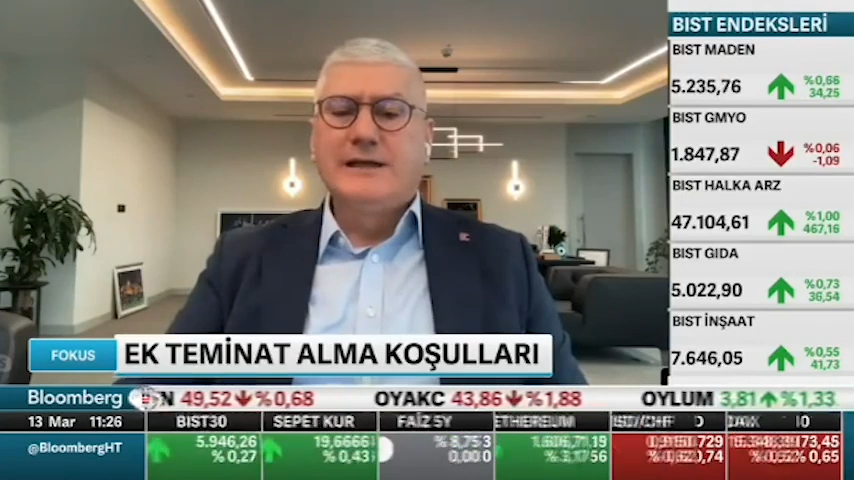 BIST ENDEKSLERİ
BIST MADEN
5.235,76 %0,66
34,25
BIST GMYO
1.847,87 %0,06
-1,09
BIST HALKA ARZ
47.104,61 %1,00
467,16
BIST GIDA
5.022,90 %0,73
36,54
BIST İNŞAAT
7.646,05 %0,55
41,73
FOKUS
EK TEMİNAT ALMA KOŞULLARI
Bloomberg
49,52 %0,68 OYAKC 43,86 %1,88 OYLUM 3,81 %1,33
13 Mar 11:26 BIST30 SEPET KUR FAİZ 5Y ETHEREUM
@BloombergHT
5.946,26 19,6666
%0,27 %0,43